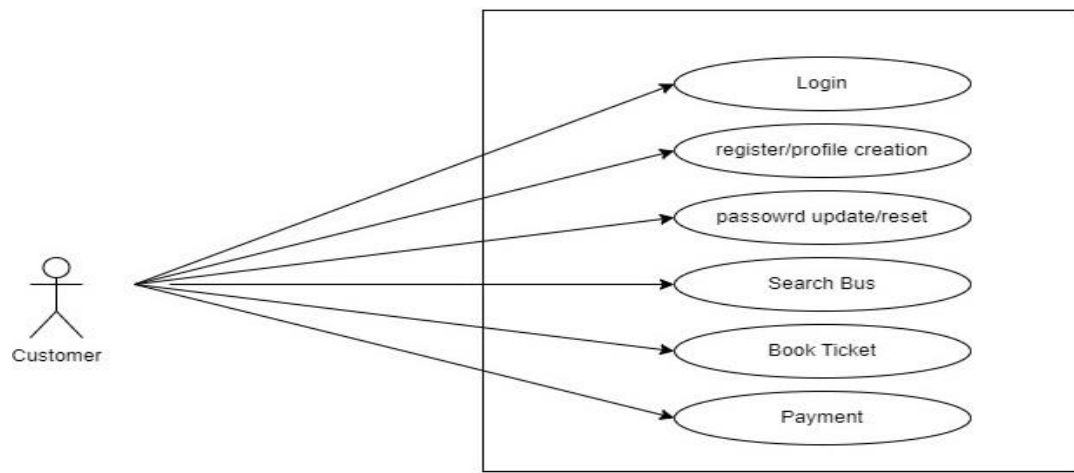 Login
register/profile creation
passowrd update/reset
Search Bus
Book Ticket
Payment
Customer